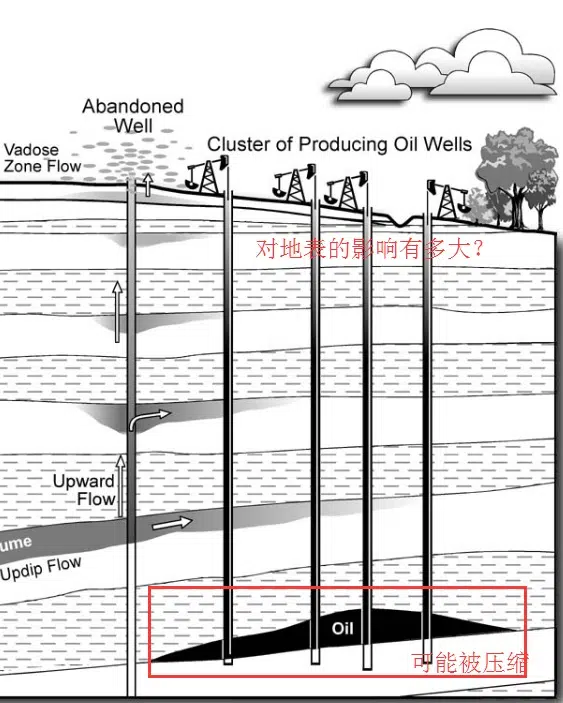 Abandoned
Well
Vadose
Zone Flow
Cluster of Producing Oil Wells
对地表的影响有多大？
Upward
Flow
ume
Updip Flow
Oil
可能被压缩